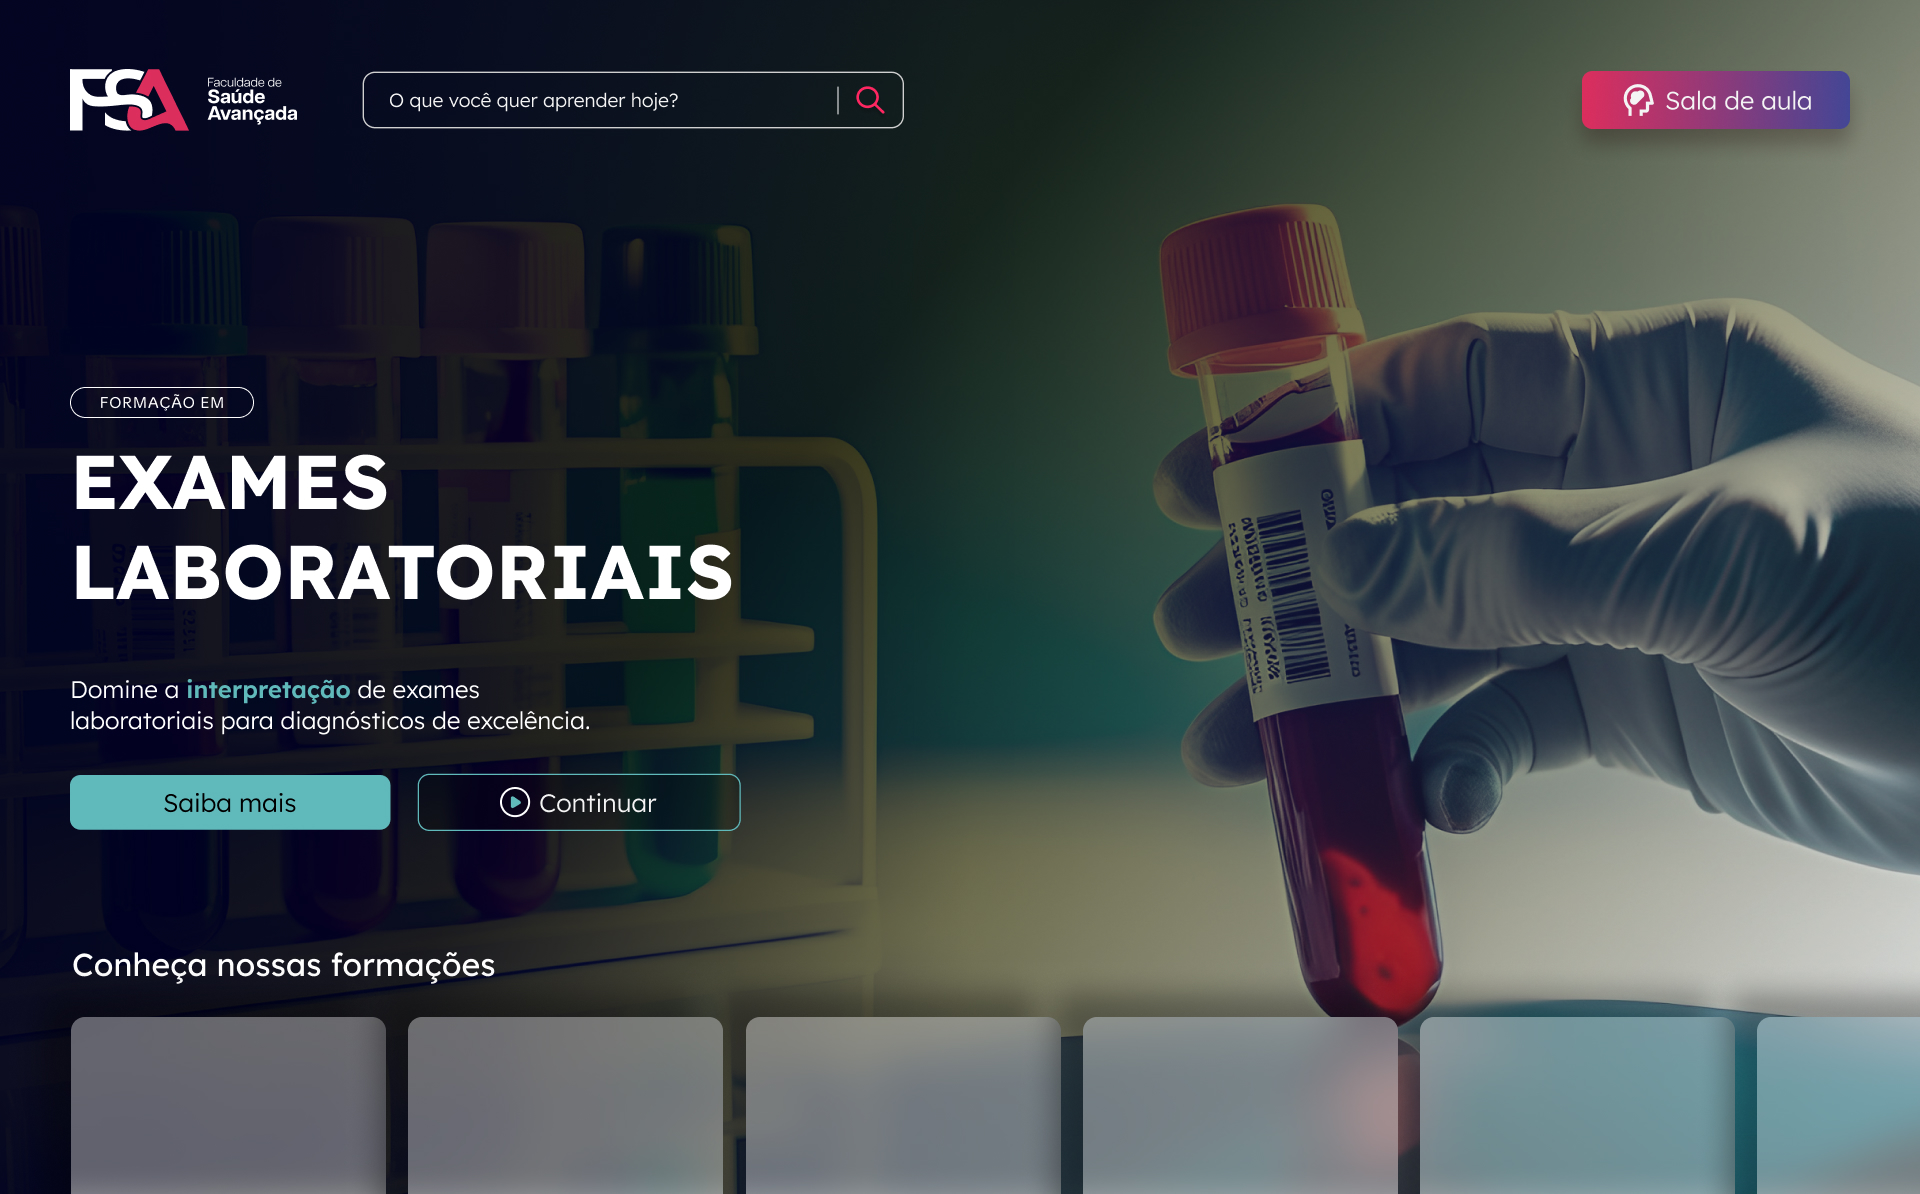 FSA
Faculdade de
Saúde
Avançada
O que você quer aprender hoje?
Sala de aula
FORMAÇÃO EM
EXAMES
LABORATORIAIS
Domine a interpretação de exames
laboratoriais para diagnósticos de excelência.
Saiba mais
Continuar
Conheça nossas formações